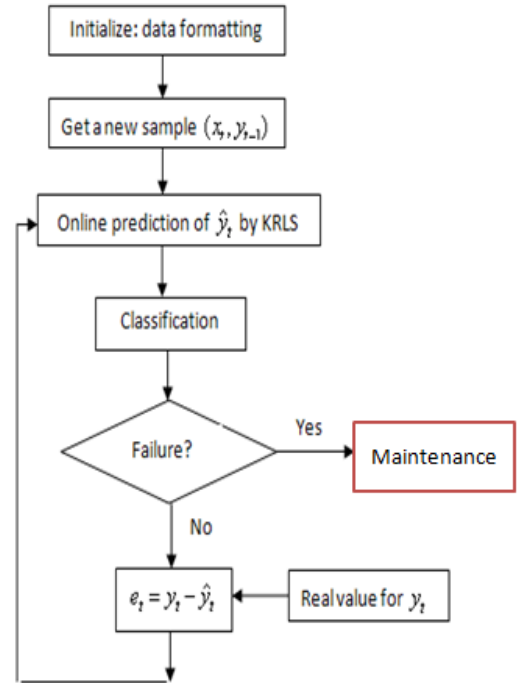 Initialize: data formatting
Get a new sample (x_t, y_{t-1})
Online prediction of ŷ_t by KRLS
Classification
Failure?
Yes
Maintenance
No
e_t = y_t − ŷ_t
Real value for y_t